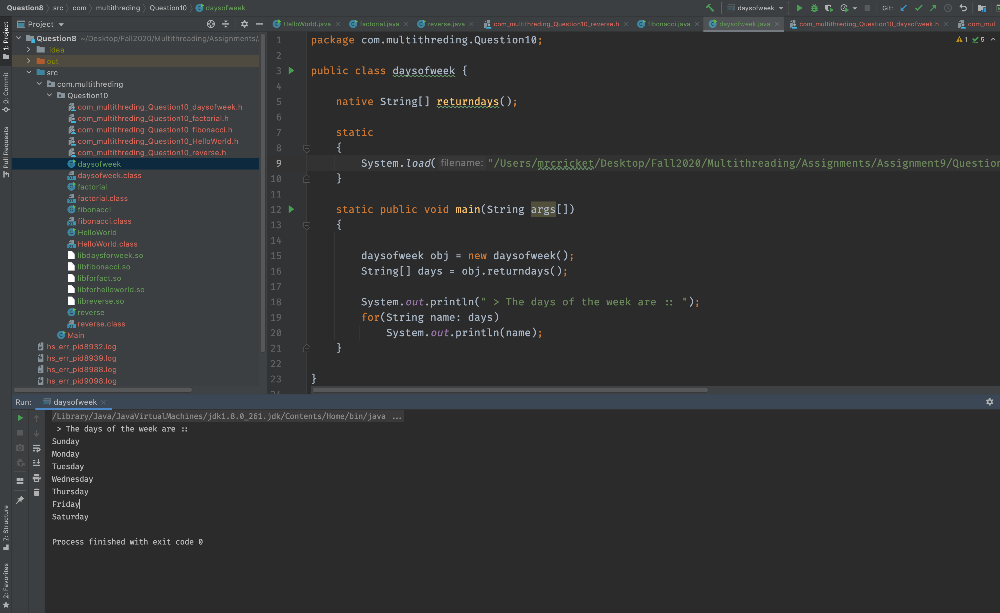 Question8 src com multithreding Question10 daysofweek
daysofweek Git:
1: Project
0: Commit
Pull Requests
7: Structure
2: Favorites
Project
Question8 ~/Desktop/Fall2020/Multithreading/Assignments/
.idea
out
src
com.multithreding
Question10
com_multithreding_Question10_daysofweek.h
com_multithreding_Question10_factorial.h
com_multithreding_Question10_fibonacci.h
com_multithreding_Question10_HelloWorld.h
com_multithreding_Question10_reverse.h
daysofweek
daysofweek.class
factorial
factorial.class
fibonacci
fibonacci.class
HelloWorld
HelloWorld.class
libdaysforweek.so
libfibonacci.so
libforfact.so
libforhelloworld.so
libreverse.so
reverse
reverse.class
Main
hs_err_pid8932.log
hs_err_pid8939.log
hs_err_pid8988.log
hs_err_pid9098.log
HelloWorld.java factorial.java reverse.java com_multithreding_Question10_reverse.h fibonacci.java daysofweek.java com_multithreding_Question10_daysofweek.h com_mult
1 5
1 package com.multithreding.Question10;
2
3 public class daysofweek {
4
5 native String[] returndays();
6
7 static
8 {
9 System.load( filename: "/Users/mrcricket/Desktop/Fall2020/Multithreading/Assignments/Assignment9/Question
10 }
11
12 static public void main(String args[])
13 {
14
15 daysofweek obj = new daysofweek();
16 String[] days = obj.returndays();
17
18 System.out.println(" > The days of the week are :: ");
19 for(String name: days)
20 System.out.println(name);
21 }
22
23 }
Run: daysofweek
/Library/Java/JavaVirtualMachines/jdk1.8.0_261.jdk/Contents/Home/bin/java ...
> The days of the week are ::
Sunday
Monday
Tuesday
Wednesday
Thursday
Friday
Saturday
Process finished with exit code 0